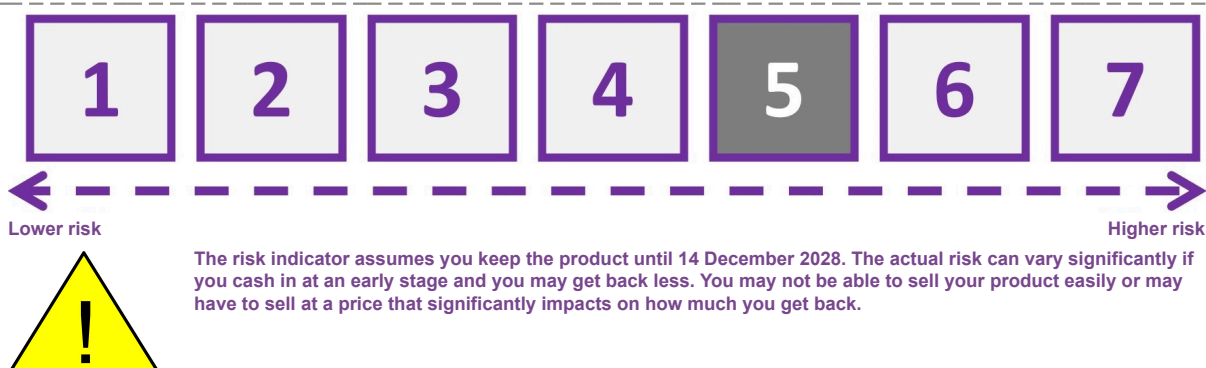 1 2 3 4 5 6 7
Lower risk Higher risk
The risk indicator assumes you keep the product until 14 December 2028. The actual risk can vary significantly if
you cash in at an early stage and you may get back less. You may not be able to sell your product easily or may
have to sell at a price that significantly impacts on how much you get back.
!